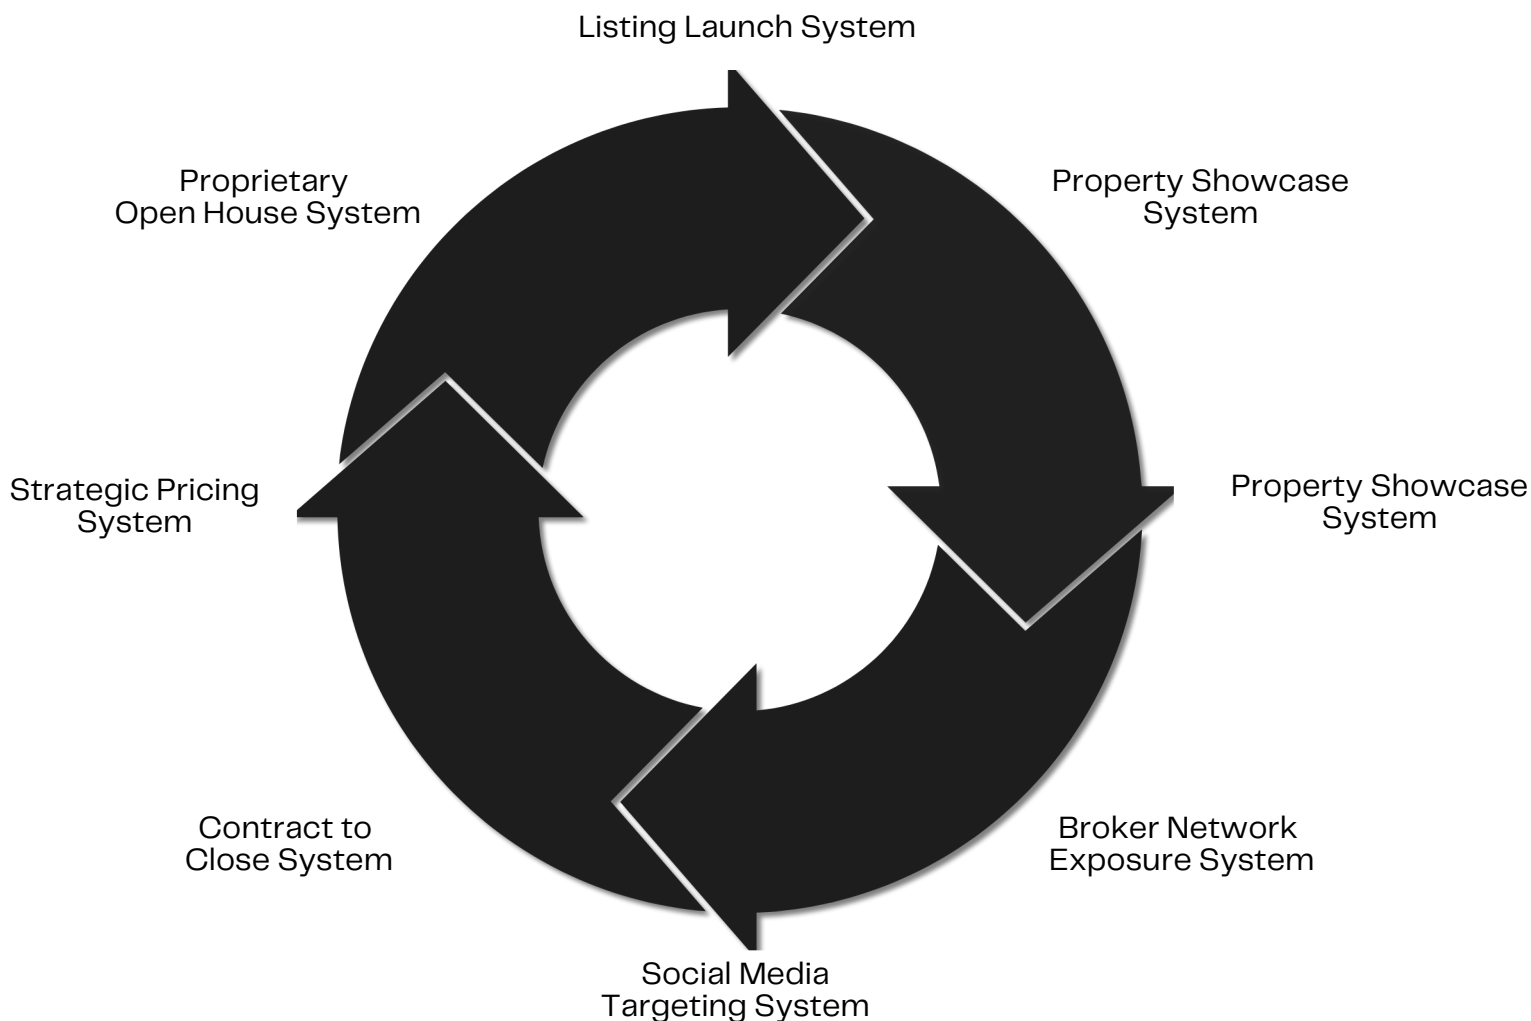 Listing Launch System
Proprietary
Open House System
Property Showcase
System
Strategic Pricing
System
Property Showcase
System
Contract to
Close System
Broker Network
Exposure System
Social Media
Targeting System